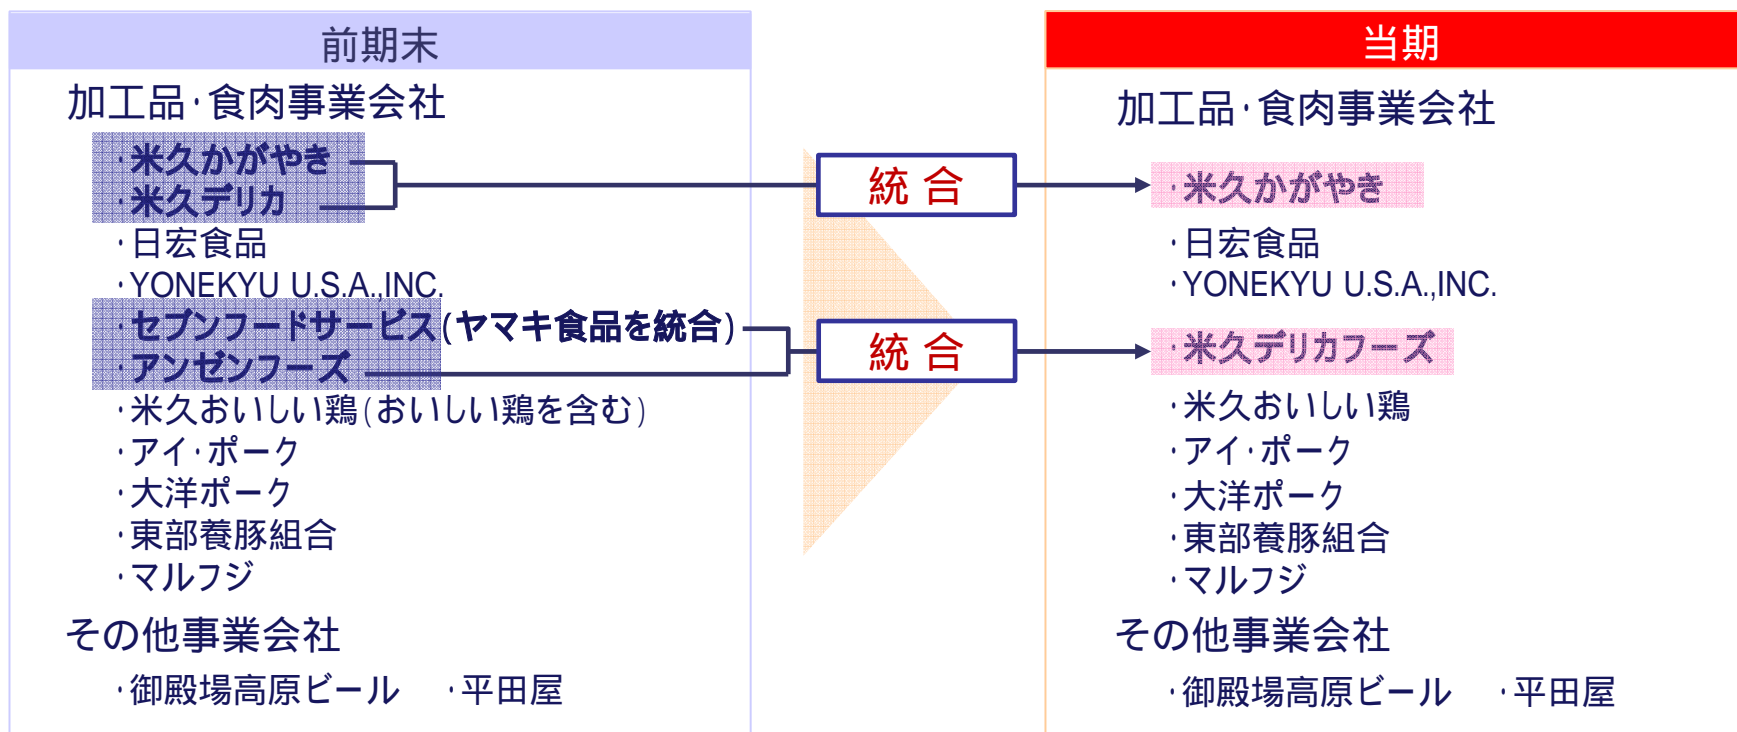 前期末
加工品·食肉事業会社
·米久かがやき
·米久デリカ
·日宏食品
·YONEKYU U.S.A.,INC.
·セブンフードサービス(ヤマキ食品を統合)
·アンゼンフーズ
·米久おいしい鶏(おいしい鶏を含む)
·アイ·ポーク
·大洋ポーク
·東部養豚組合
·マルフジ
その他事業会社
·御殿場高原ビール ·平田屋
統合
統合
当期
加工品·食肉事業会社
·米久かがやき
·日宏食品
·YONEKYU U.S.A.,INC.
·米久デリカフーズ
·米久おいしい鶏
·アイ·ポーク
·大洋ポーク
·東部養豚組合
·マルフジ
その他事業会社
·御殿場高原ビール ·平田屋